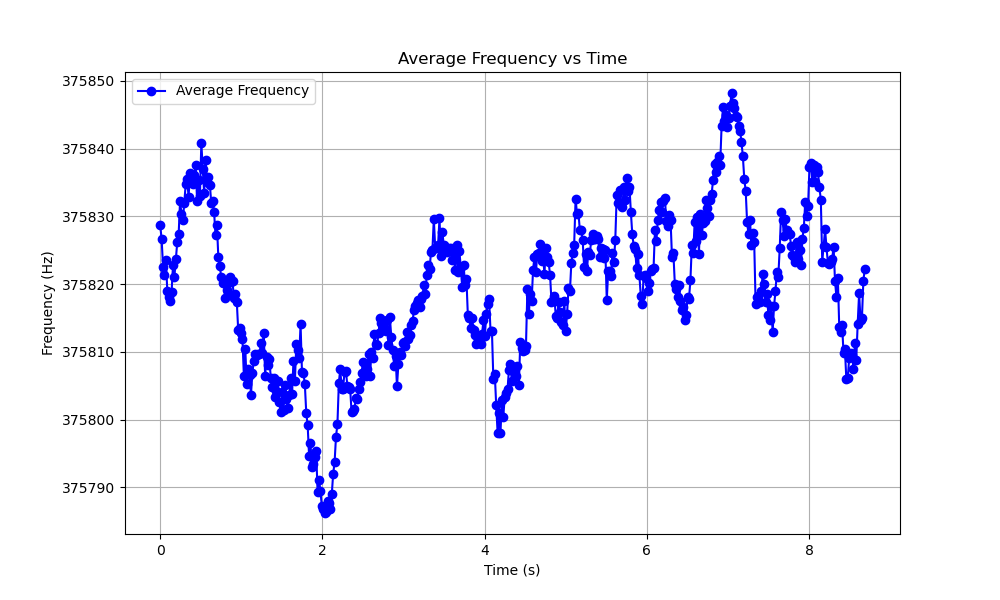 Average Frequency vs Time
Average Frequency
375850
375840
375830
375820
375810
375800
375790
Frequency (Hz)
0 2 4 6 8
Time (s)